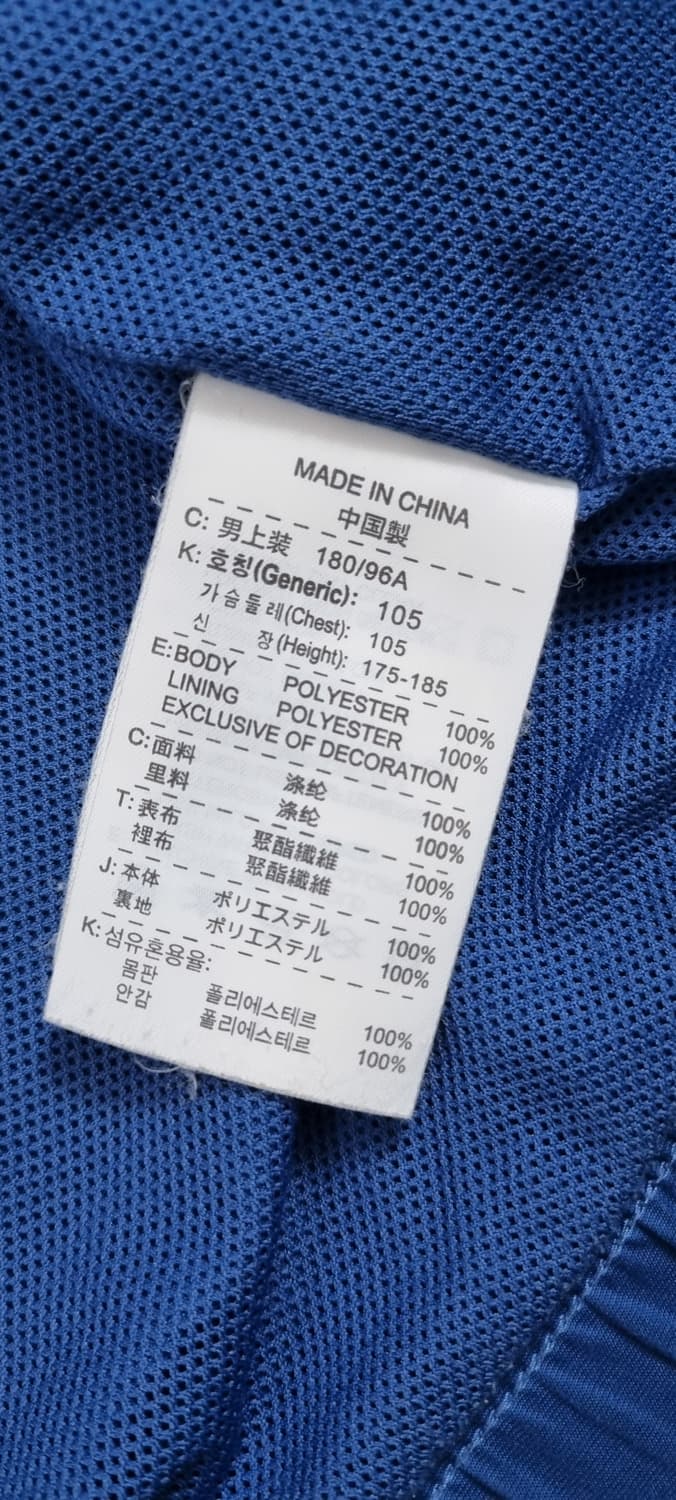 MADE IN CHINA
中国製
C: 男上装 180/96A
K: 호칭(Generic): 105
가슴둘레(Chest): 105
신 장(Height): 175-185
E:BODY POLYESTER 100%
LINING POLYESTER 100%
EXCLUSIVE OF DECORATION
C:面料 涤纶 100%
里料 涤纶 100%
T:表布 聚酯纖維 100%
裡布 聚酯纖維 100%
J:本体 ポリエステル 100%
裏地 ポリエステル 100%
K:섬유혼용율:
몸판 폴리에스테르 100%
안감 폴리에스테르 100%